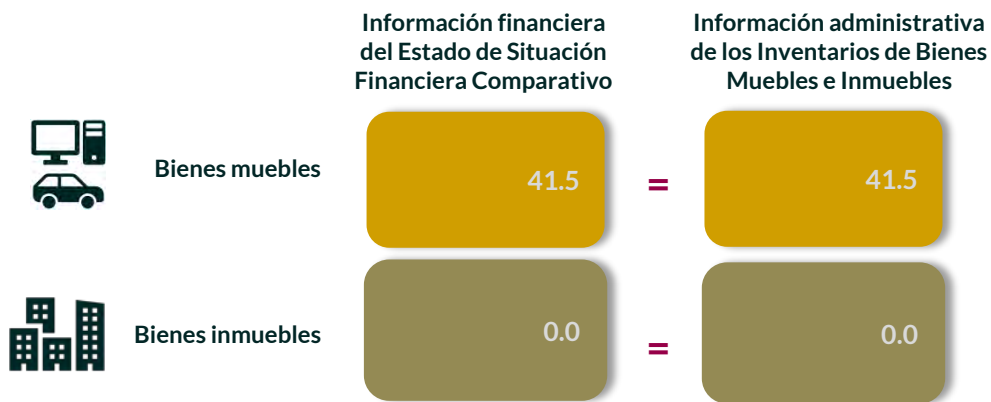 Información financiera
del Estado de Situación
Financiera Comparativo
Información administrativa
de los Inventarios de Bienes
Muebles e Inmuebles
Bienes muebles
41.5
=
41.5
Bienes inmuebles
0.0
=
0.0